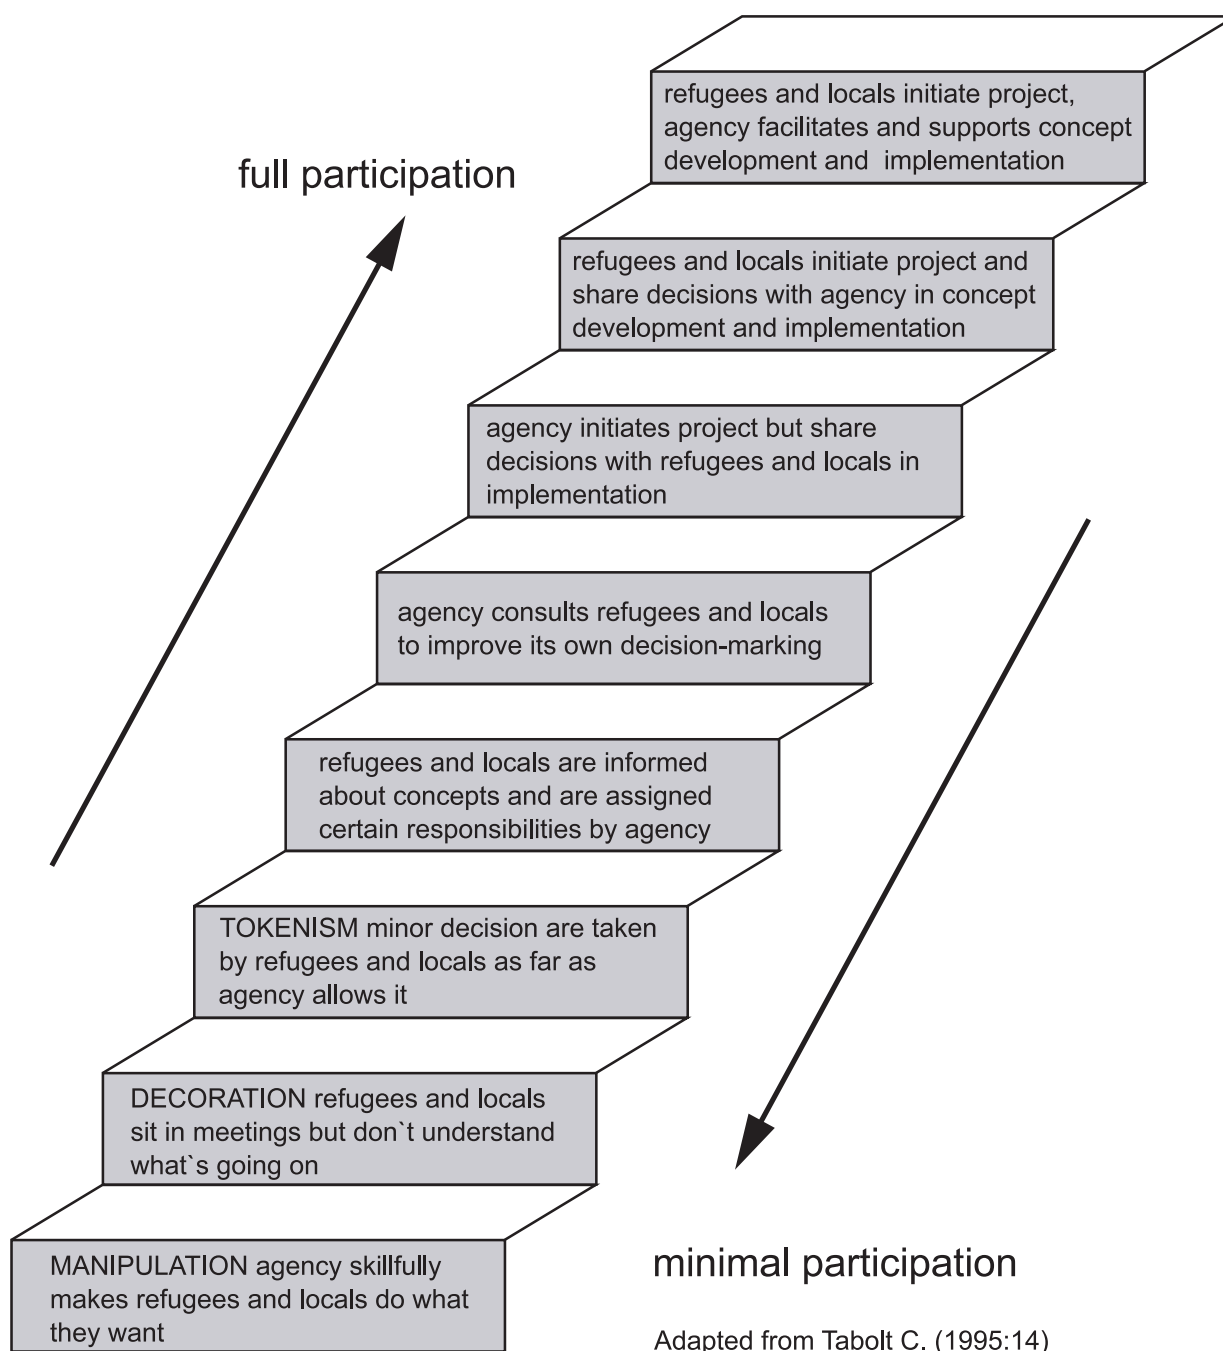 refugees and locals initiate project,
agency facilitates and supports concept
development and implementation
full participation
refugees and locals initiate project and
share decisions with agency in concept
development and implementation
agency initiates project but share
decisions with refugees and locals in
implementation
agency consults refugees and locals
to improve its own decision-marking
refugees and locals are informed
about concepts and are assigned
certain responsibilities by agency
TOKENISM minor decision are taken
by refugees and locals as far as
agency allows it
DECORATION refugees and locals
sit in meetings but don`t understand
what`s going on
MANIPULATION agency skillfully
makes refugees and locals do what
they want
minimal participation
Adapted from Tabolt C. (1995:14)